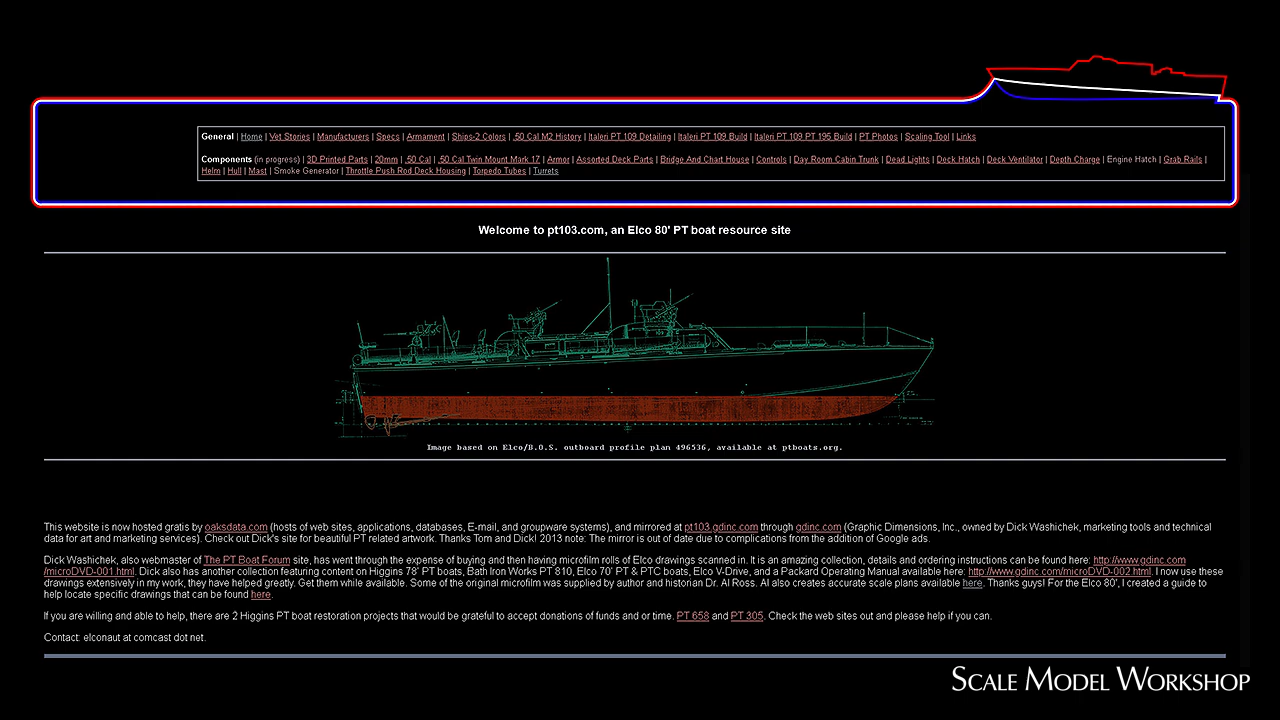 General | Home | Vet Stories | Manufacturers | Specs | Armament | Ships-2 Colors | .50 Cal M2 History | Italeri PT 109 Detailing | Italeri PT 109 Build | Italeri PT 109 PT 195 Build | PT Photos | Scaling Tool | Links
Components (in progress) | 3D Printed Parts | 20mm | .50 Cal | .50 Cal Twin Mount Mark 17 | Armor | Assorted Deck Parts | Bridge And Chart House | Controls | Day Room Cabin Trunk | Dead Lights | Deck Hatch | Deck Ventilator | Depth Charge | Engine Hatch | Grab Rails |
Helm | Hull | Mast | Smoke Generator | Throttle Push Rod Deck Housing | Torpedo Tubes | Turrets
Welcome to pt103.com, an Elco 80' PT boat resource site
Image based on Elco/B.O.S. outboard profile plan 496536, available at ptboats.org.
This website is now hosted gratis by oaksdata.com (hosts of web sites, applications, databases, E-mail, and groupware systems), and mirrored at pt103.gdinc.com through gdinc.com (Graphic Dimensions, Inc., owned by Dick Washichek, marketing tools and technical
data for art and marketing services). Check out Dick's site for beautiful PT related artwork. Thanks Tom and Dick! 2013 note: The mirror is out of date due to complications from the addition of Google ads.
Dick Washichek, also webmaster of The PT Boat Forum site, has went through the expense of buying and then having microfilm rolls of Elco drawings scanned in. It is an amazing collection, details and ordering instructions can be found here: http://www.gdinc.com
/microDVD-001.html. Dick also has another collection featuring content on Higgins 78' PT boats, Bath Iron Works PT 810, Elco 70' PT & PTC boats, Elco V-Drive, and a Packard Operating Manual available here: http://www.gdinc.com/microDVD-002.html. I now use these
drawings extensively in my work, they have helped greatly. Get them while available. Some of the original microfilm was supplied by author and historian Dr. Al Ross. Al also creates accurate scale plans available here. Thanks guys! For the Elco 80', I created a guide to
help locate specific drawings that can be found here.
If you are willing and able to help, there are 2 Higgins PT boat restoration projects that would be grateful to accept donations of funds and or time. PT 658 and PT 305. Check the web sites out and please help if you can.
Contact: elconaut at comcast dot net.
SCALE MODEL WORKSHOP